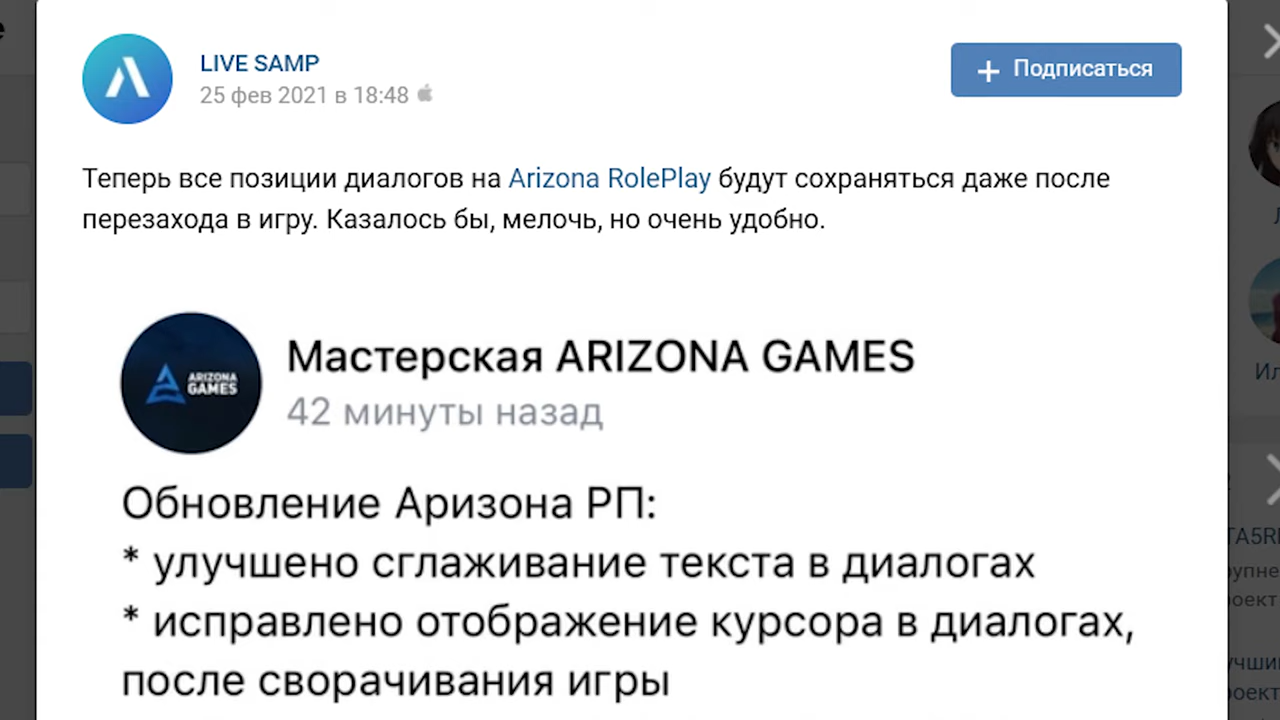 LIVE SAMP
25 фев 2021 в 18:48
Подписаться
Теперь все позиции диалогов на Arizona RolePlay будут сохраняться даже после
перезахода в игру. Казалось бы, мелочь, но очень удобно.
ARIZONA
GAMES
Мастерская ARIZONA GAMES
42 минуты назад
Обновление Аризона РП:
* улучшено сглаживание текста в диалогах
* исправлено отображение курсора в диалогах,
после сворачивания игры